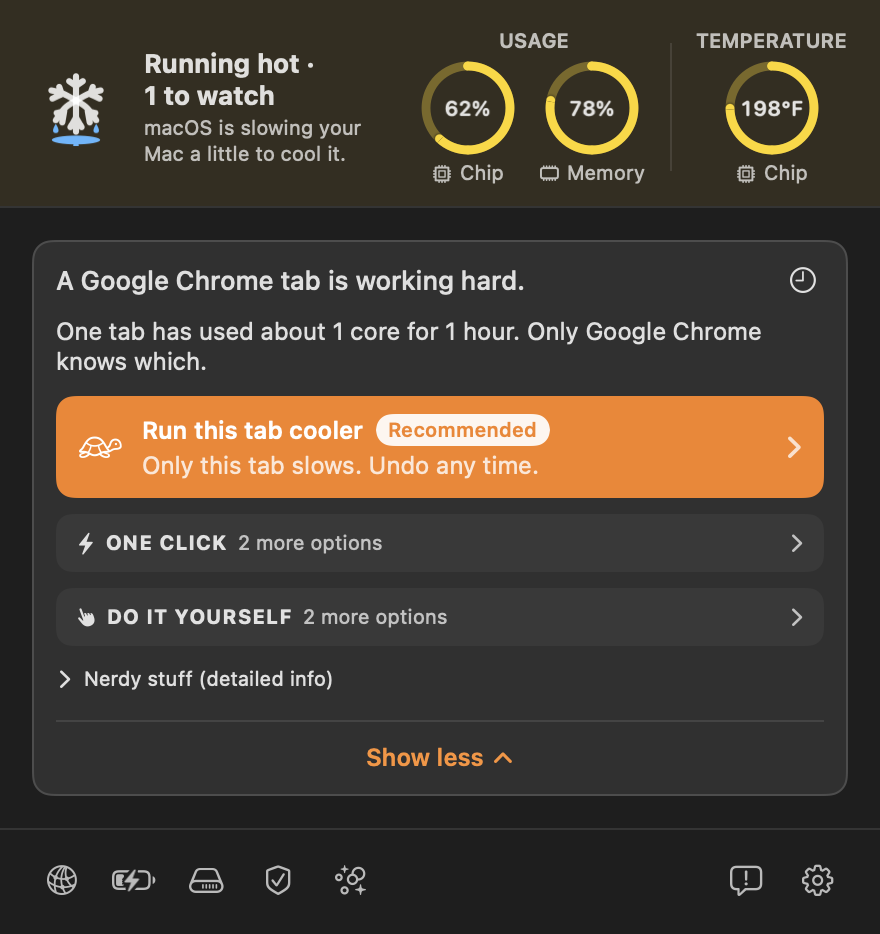 Running hot ·
1 to watch
macOS is slowing your
Mac a little to cool it.
USAGE
62%
78%
Chip
Memory
TEMPERATURE
198°F
Chip
A Google Chrome tab is working hard.
One tab has used about 1 core for 1 hour. Only Google Chrome
knows which.
Run this tab cooler Recommended
Only this tab slows. Undo any time.
ONE CLICK 2 more options
DO IT YOURSELF 2 more options
Nerdy stuff (detailed info)
Show less